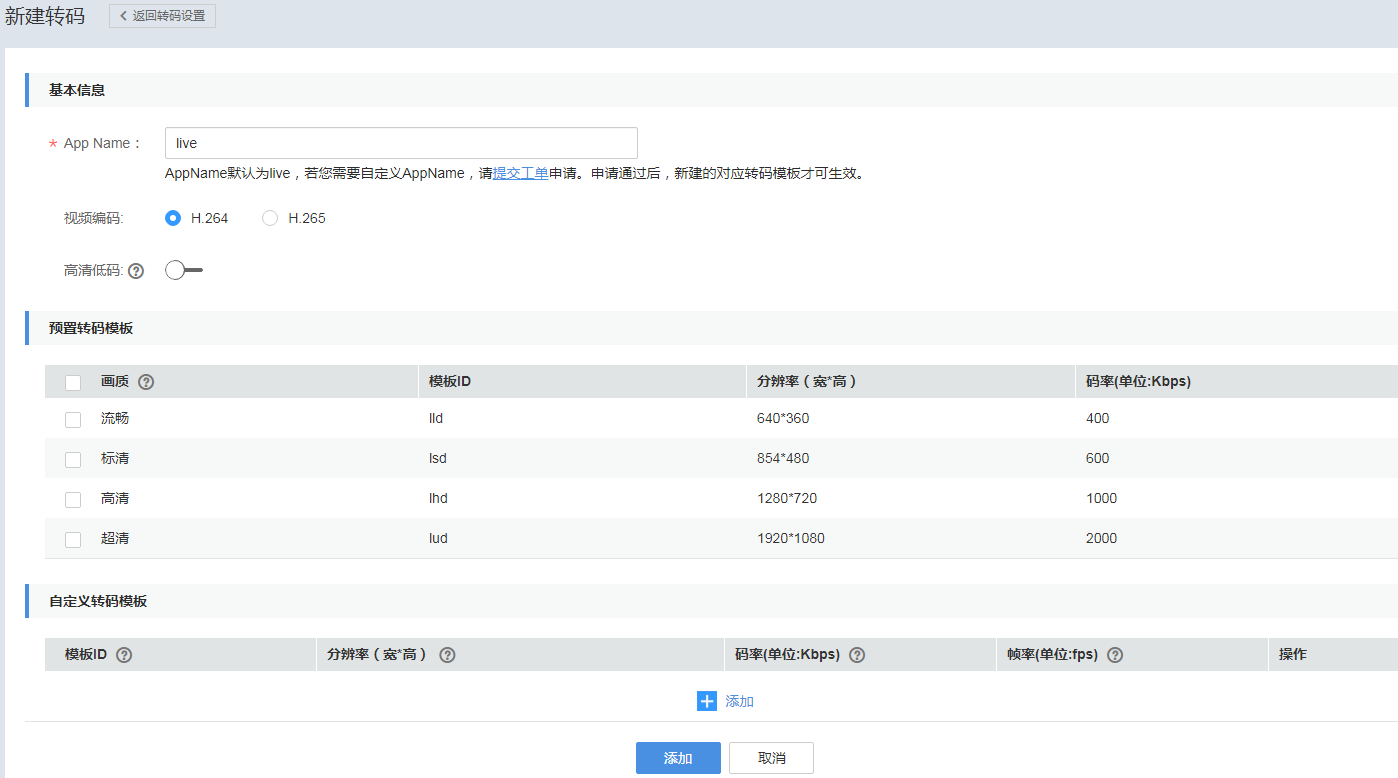 新建转码
返回转码设置
基本信息
* App Name：
live
AppName默认为live，若您需要自定义AppName，请提交工单申请。申请通过后，新建的对应转码模板才可生效。
视频编码: H.264 H.265
高清低码: ?
预置转码模板
画质 ? 模板ID 分辨率（宽*高） 码率(单位:Kbps)
流畅 lld 640*360 400
标清 lsd 854*480 600
高清 lhd 1280*720 1000
超清 lud 1920*1080 2000
自定义转码模板
模板ID ? 分辨率（宽*高） ? 码率(单位:Kbps) ? 帧率(单位:fps) ? 操作
添加
添加 取消